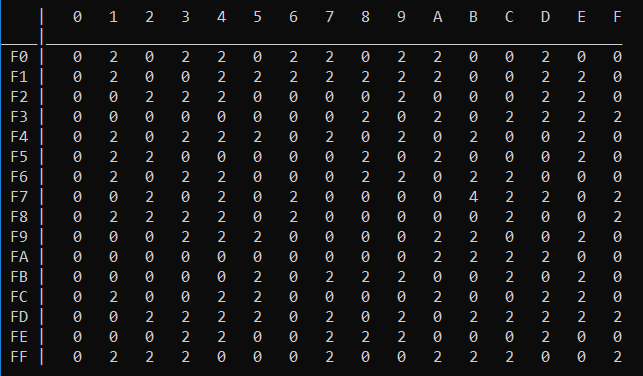 | 0 1 2 3 4 5 6 7 8 9 A B C D E F
____|________________________________________________________________
F0 | 0 2 0 2 2 0 2 2 0 2 2 0 0 2 0 0
F1 | 0 2 0 0 2 2 2 2 2 2 2 0 0 2 0 0
F2 | 0 0 2 2 2 0 0 0 0 2 0 0 0 2 2 0
F3 | 0 0 0 0 0 0 0 0 2 0 2 0 2 2 2 2
F4 | 0 2 0 2 2 2 0 2 0 2 0 2 0 0 2 0
F5 | 0 2 2 0 0 0 0 0 2 0 2 0 0 0 2 0
F6 | 0 2 0 2 2 0 0 0 2 2 0 2 2 0 0 0
F7 | 0 0 2 0 2 0 2 0 0 0 0 4 2 2 0 2
F8 | 0 2 2 2 2 0 2 0 0 0 0 0 2 0 0 2
F9 | 0 0 0 2 2 2 0 0 0 0 2 2 0 0 2 0
FA | 0 0 0 0 0 0 0 0 0 0 2 2 2 2 0 0
FB | 0 0 0 0 0 2 0 2 2 2 0 0 2 0 2 0
FC | 0 2 0 0 2 2 0 0 0 0 2 0 0 2 2 0
FD | 0 0 2 2 2 2 0 2 0 2 0 2 2 2 2 2
FE | 0 0 0 2 2 0 0 2 2 2 0 0 0 2 0 0
FF | 0 2 2 2 0 0 0 2 0 0 2 2 2 0 0 2